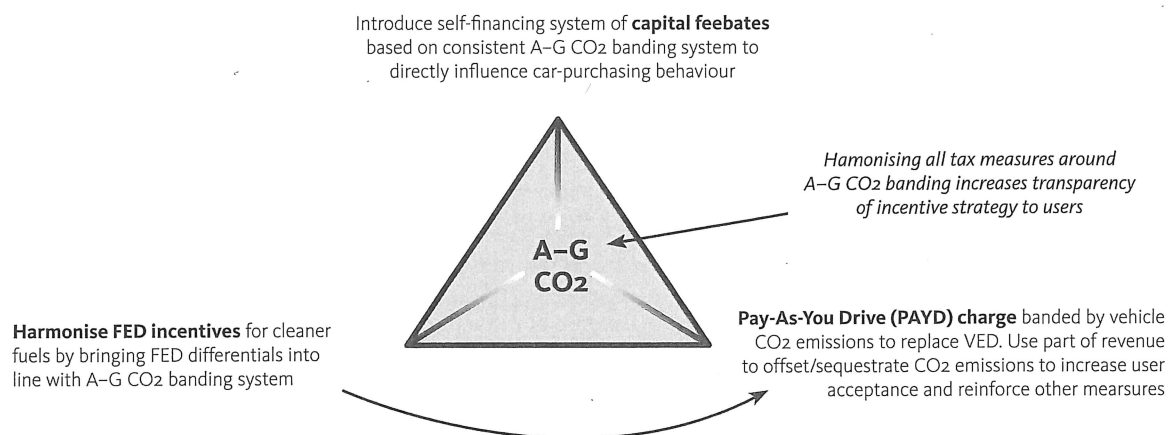 Introduce self-financing system of capital feebates
based on consistent A–G CO2 banding system to
directly influence car-purchasing behaviour
Hamonising all tax measures around
A–G CO2 banding increases transparency
of incentive strategy to users
A–G
CO2
Harmonise FED incentives for cleaner
fuels by bringing FED differentials into
line with A–G CO2 banding system
Pay-As-You Drive (PAYD) charge banded by vehicle
CO2 emissions to replace VED. Use part of revenue
to offset/sequestrate CO2 emissions to increase user
acceptance and reinforce other mearsures